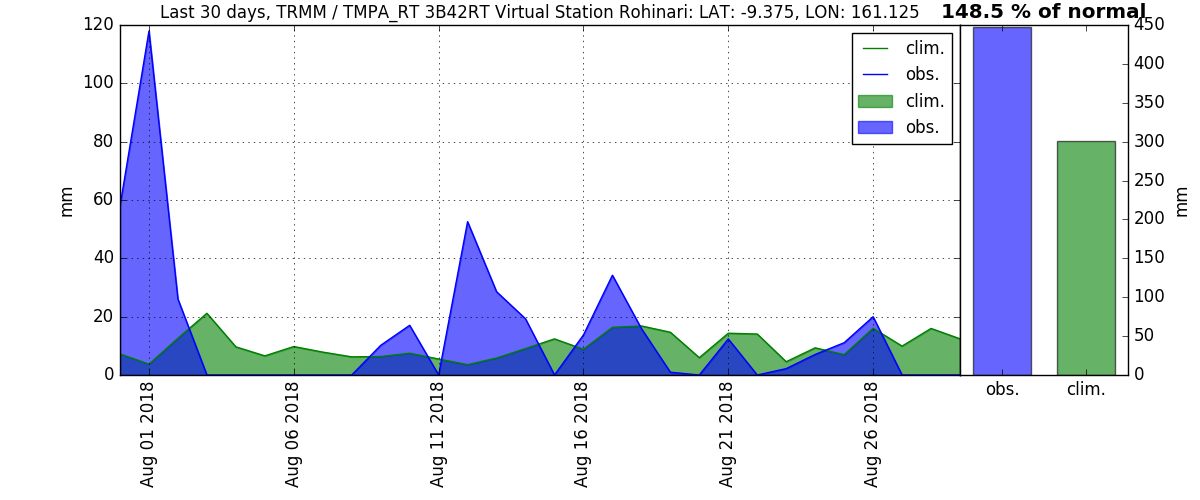 Last 30 days, TRMM / TMPA_RT 3B42RT Virtual Station Rohinari: LAT: -9.375, LON: 161.125
148.5 % of normal
120
100
80
60
40
20
0
mm
clim.
obs.
clim.
obs.
Aug 01 2018
Aug 06 2018
Aug 11 2018
Aug 16 2018
Aug 21 2018
Aug 26 2018
450
400
350
300
250
200
150
100
50
0
mm
obs.
clim.